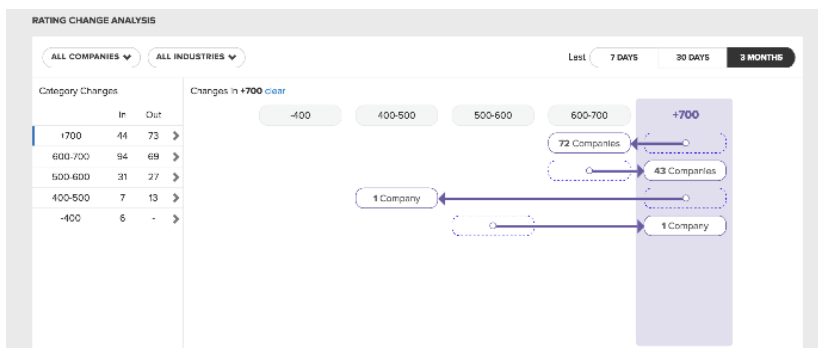 RATING CHANGE ANALYSIS
ALL COMPANIES ALL INDUSTRIES Last 7 DAYS 30 DAYS 3 MONTHS
Category Changes Changes in +700 clear
In Out -400 400-500 500-600 600-700 +700
+700 44 73 72 Companies
600-700 94 69 43 Companies
500-600 31 27
400-500 7 13 1 Company
-400 6 - 1 Company